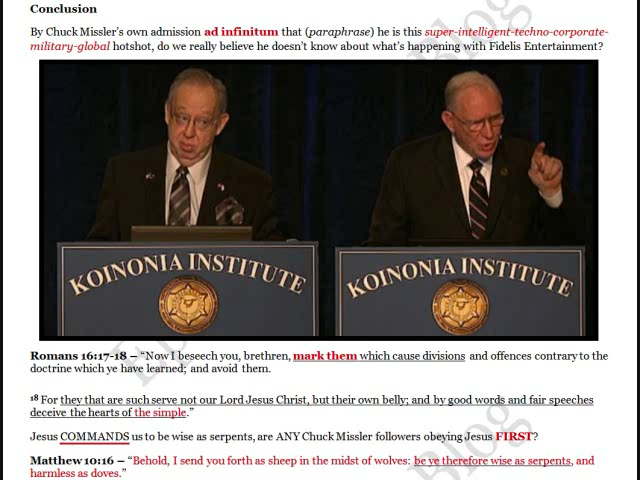 Conclusion
By Chuck Missler's own admission ad infinitum that (paraphrase) he is this super-intelligent-techno-corporate-
military-global hotshot, do we really believe he doesn't know about what's happening with Fidelis Entertainment?
KOINONIA INSTITUTE
KOINONIA INSTITUTE
Romans 16:17-18 – "Now I beseech you, brethren, mark them which cause divisions and offences contrary to the
doctrine which ye have learned; and avoid them.
18 For they that are such serve not our Lord Jesus Christ, but their own belly; and by good words and fair speeches
deceive the hearts of the simple."
Jesus COMMANDS us to be wise as serpents, are ANY Chuck Missler followers obeying Jesus FIRST?
Matthew 10:16 – "Behold, I send you forth as sheep in the midst of wolves: be ye therefore wise as serpents, and
harmless as doves."
Blog